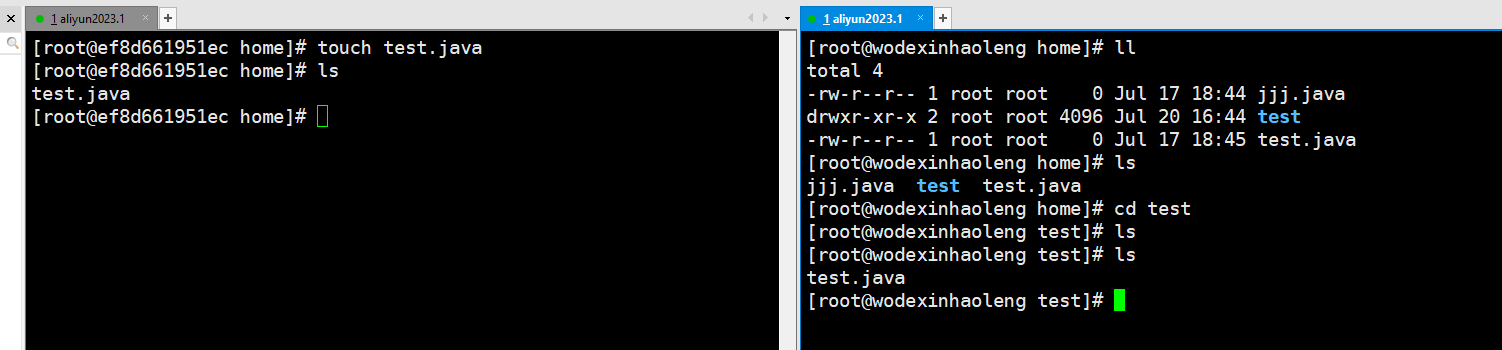 1 aliyun2023.1
[root@ef8d661951ec home]# touch test.java
[root@ef8d661951ec home]# ls
test.java
[root@ef8d661951ec home]#
1 aliyun2023.1
[root@wodexinhaoleng home]# ll
total 4
-rw-r--r-- 1 root root    0 Jul 17 18:44 jjj.java
drwxr-xr-x 2 root root 4096 Jul 20 16:44 test
-rw-r--r-- 1 root root    0 Jul 17 18:45 test.java
[root@wodexinhaoleng home]# ls
jjj.java  test  test.java
[root@wodexinhaoleng home]# cd test
[root@wodexinhaoleng test]# ls
[root@wodexinhaoleng test]# ls
test.java
[root@wodexinhaoleng test]#